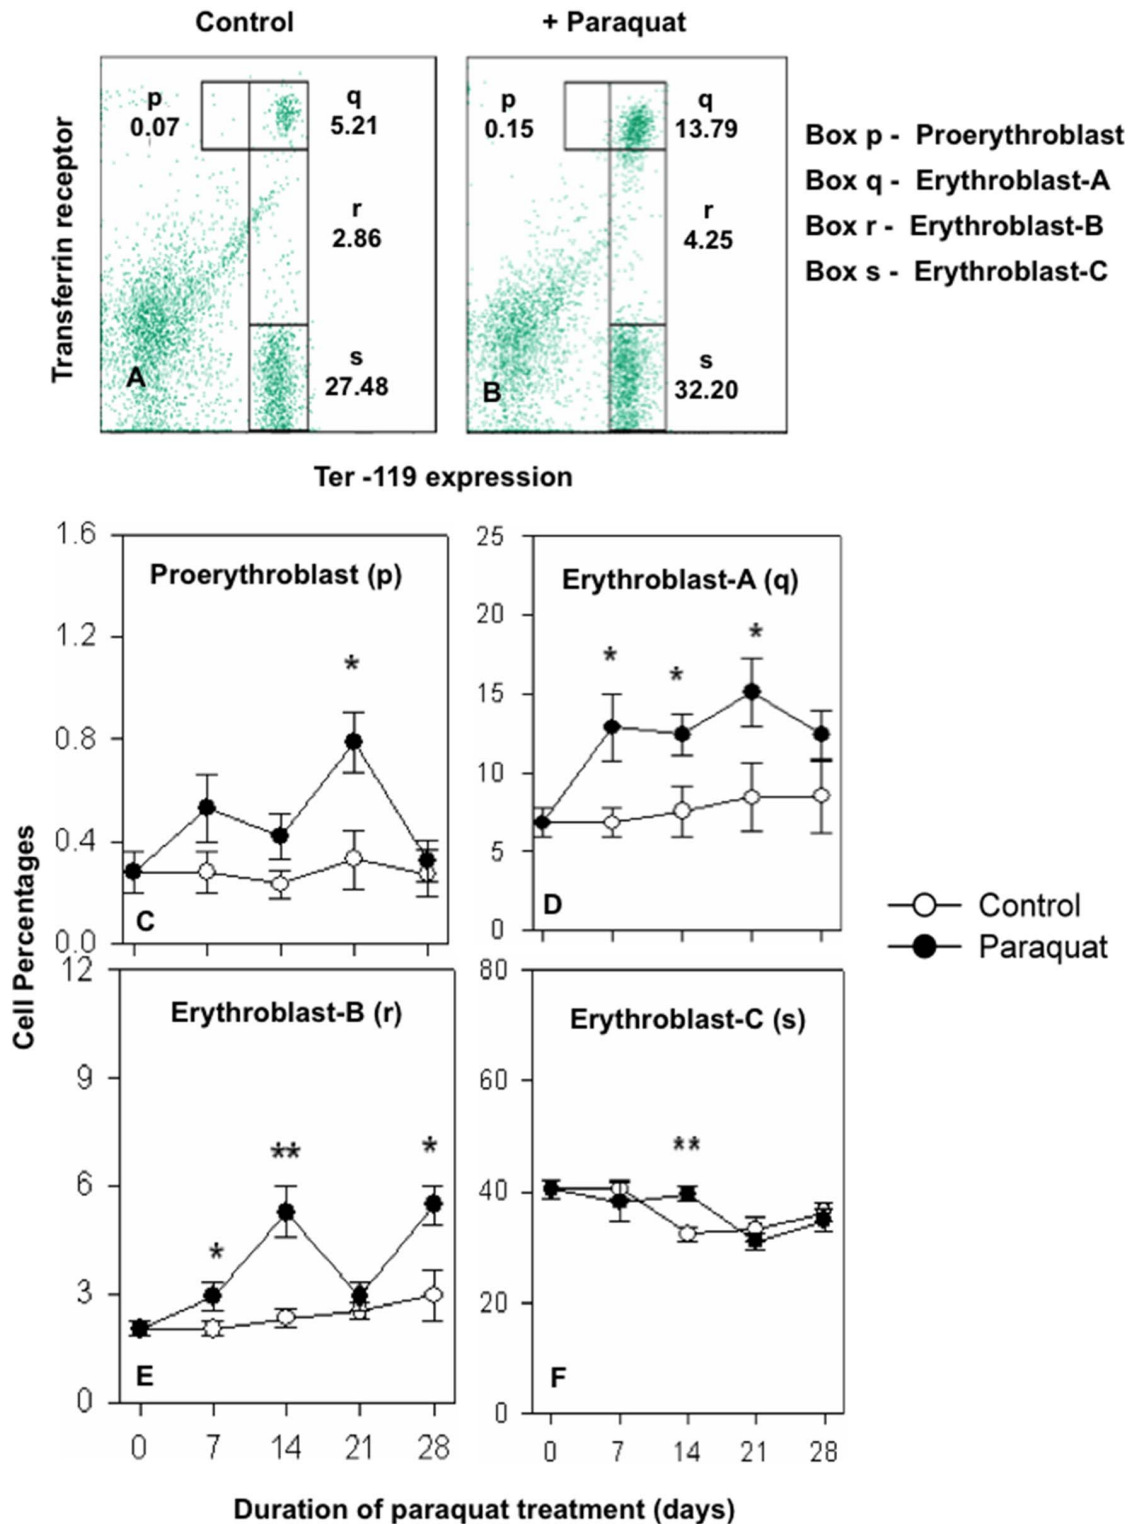 Control
+ Paraquat
Transferrin receptor
p
0.07
q
5.21
r
2.86
s
27.48
A
p
0.15
q
13.79
r
4.25
s
32.20
B
Box p - Proerythroblast
Box q - Erythroblast-A
Box r - Erythroblast-B
Box s - Erythroblast-C
Ter -119 expression
Cell Percentages
1.6
1.2
0.8
0.4
0.0
Proerythroblast (p)
*
C
25
20
15
10
5
0
Erythroblast-A (q)
* * *
D
Control
Paraquat
12
9
6
3
0
Erythroblast-B (r)
* ** *
E
0 7 14 21 28
80
60
40
20
0
Erythroblast-C (s)
**
F
0 7 14 21 28
Duration of paraquat treatment (days)